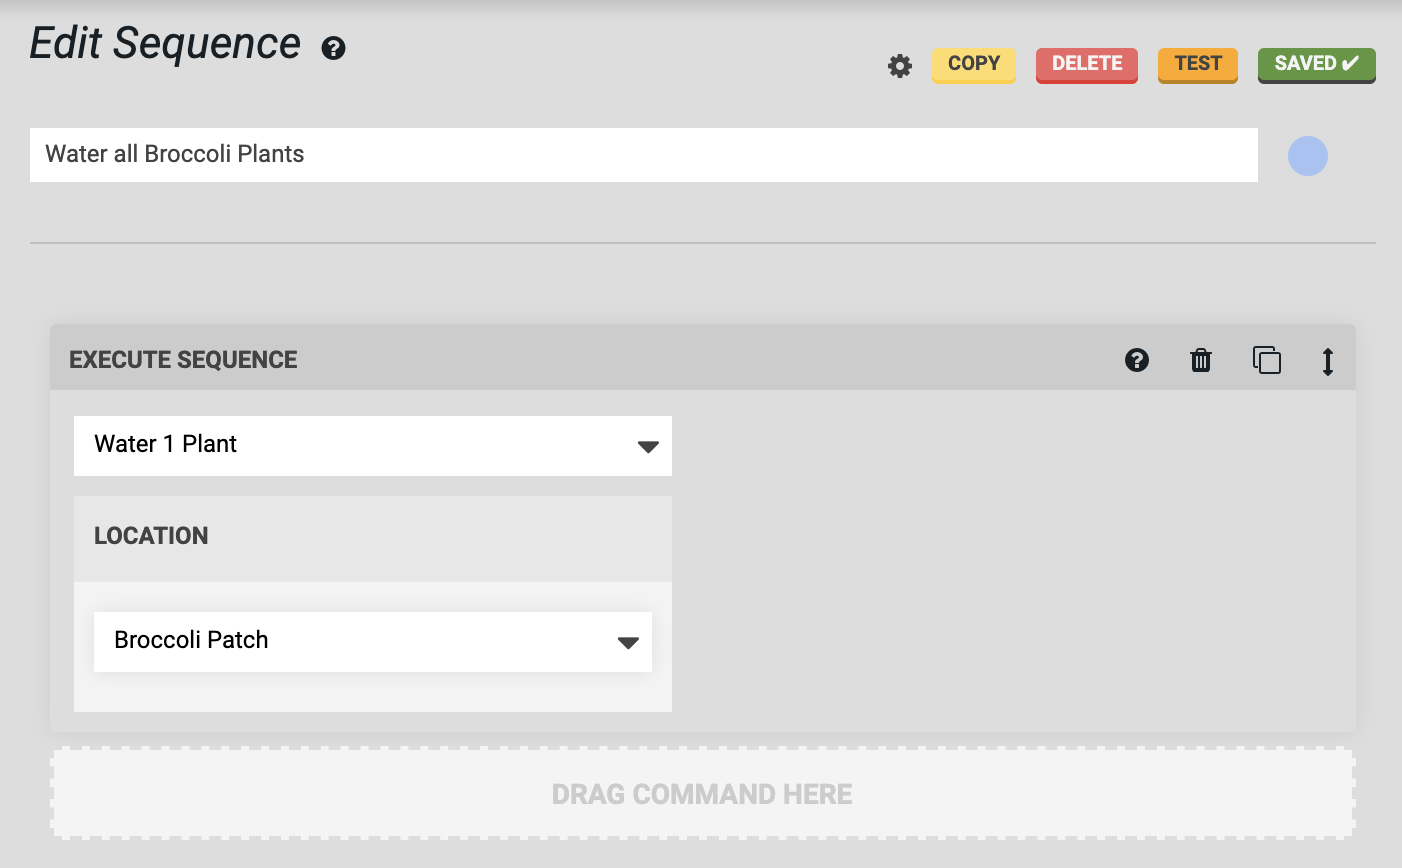 Edit Sequence ?
COPY DELETE TEST SAVED ✔
Water all Broccoli Plants
EXECUTE SEQUENCE ?
Water 1 Plant
LOCATION
Broccoli Patch
DRAG COMMAND HERE